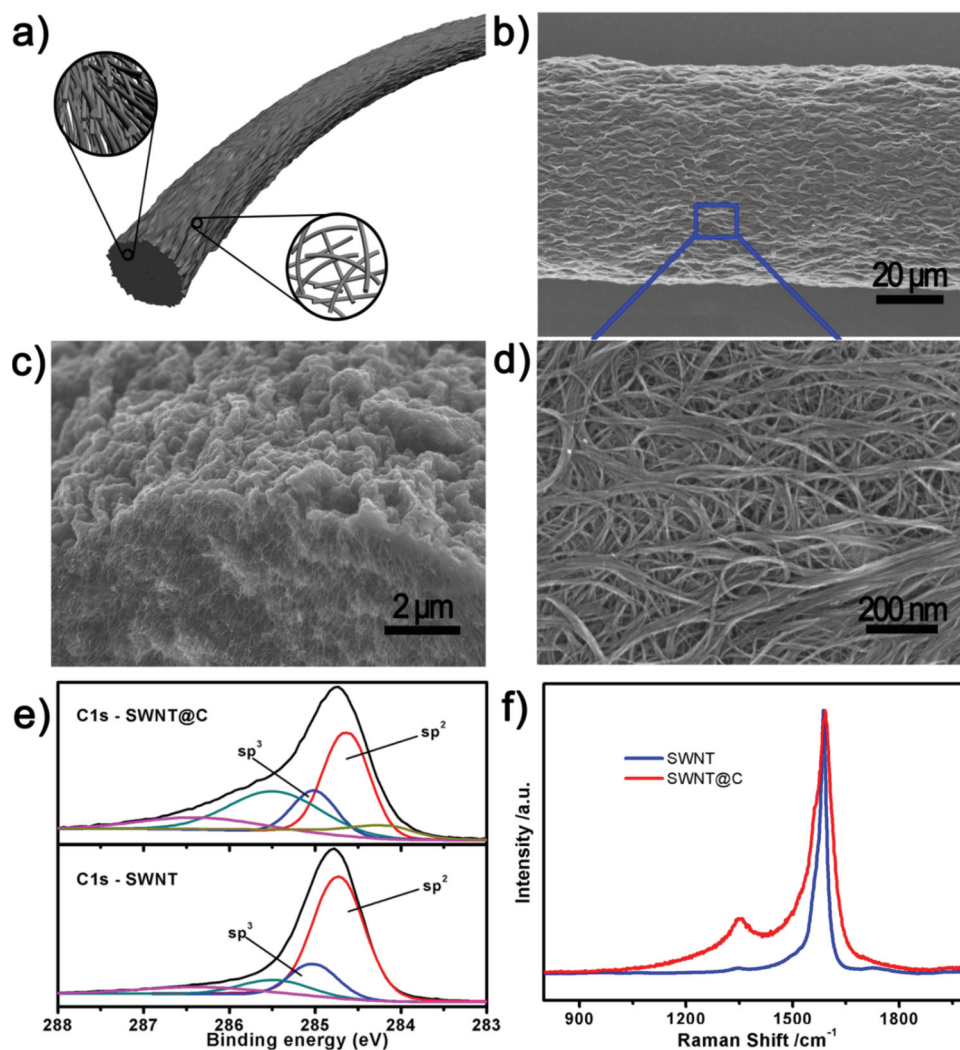 a)
b)
20 µm
c)
2 µm
d)
200 nm
e)
C1s - SWNT@C
sp³
sp²
C1s - SWNT
sp³
sp²
288 287 286 285 284 283
Binding energy (eV)
f)
SWNT
SWNT@C
Intensity /a.u.
900 1200 1500 1800
Raman Shift /cm⁻¹